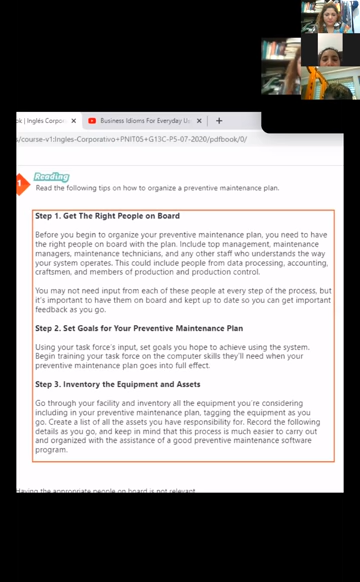 ok | Inglés Corpor
Business Idioms For Everyday Us
s/course-v1:Ingles-Corporativo+PNIT05+G13C-P5-07-2020/pdfbook/0/
1
Reading
Read the following tips on how to organize a preventive maintenance plan.
Step 1. Get The Right People on Board
Before you begin to organize your preventive maintenance plan, you need to have
the right people on board with the plan. Include top management, maintenance
managers, maintenance technicians, and any other staff who understands the way
your system operates. This could include people from data processing, accounting,
craftsmen, and members of production and production control.
You may not need input from each of these people at every step of the process, but
it's important to have them on board and kept up to date so you can get important
feedback as you go.
Step 2. Set Goals for Your Preventive Maintenance Plan
Using your task force's input, set goals you hope to achieve using the system.
Begin training your task force on the computer skills they'll need when your
preventive maintenance plan goes into full effect.
Step 3. Inventory the Equipment and Assets
Go through your facility and inventory all the equipment you're considering
including in your preventive maintenance plan, tagging the equipment as you
go. Create a list of all the assets you have responsibility for. Record the following
details as you go, and keep in mind that this process is much easier to carry out
and organized with the assistance of a good preventive maintenance software
program.
Having the appropriate people on board is not relevant